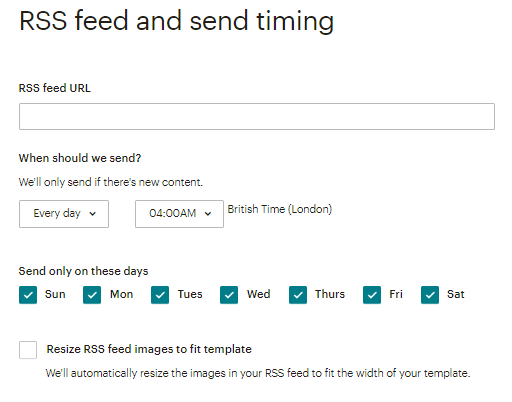 RSS feed and send timing
RSS feed URL
When should we send?
We'll only send if there's new content.
Every day 04:00AM British Time (London)
Send only on these days
Sun Mon Tues Wed Thurs Fri Sat
Resize RSS feed images to fit template
We'll automatically resize the images in your RSS feed to fit the width of your template.